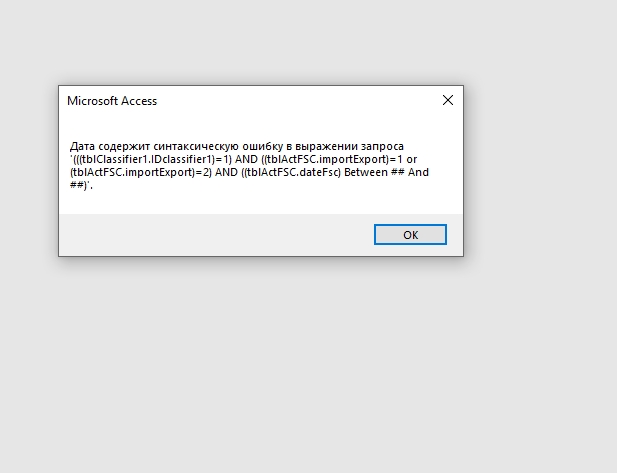 Microsoft Access
Дата содержит синтаксическую ошибку в выражении запроса
'(((tblClassifier1.IDclassifier1)=1) AND ((tblActFSC.importExport)=1 or
(tblActFSC.importExport)=2) AND ((tblActFSC.dateFsc) Between ## And
##)'.
OK